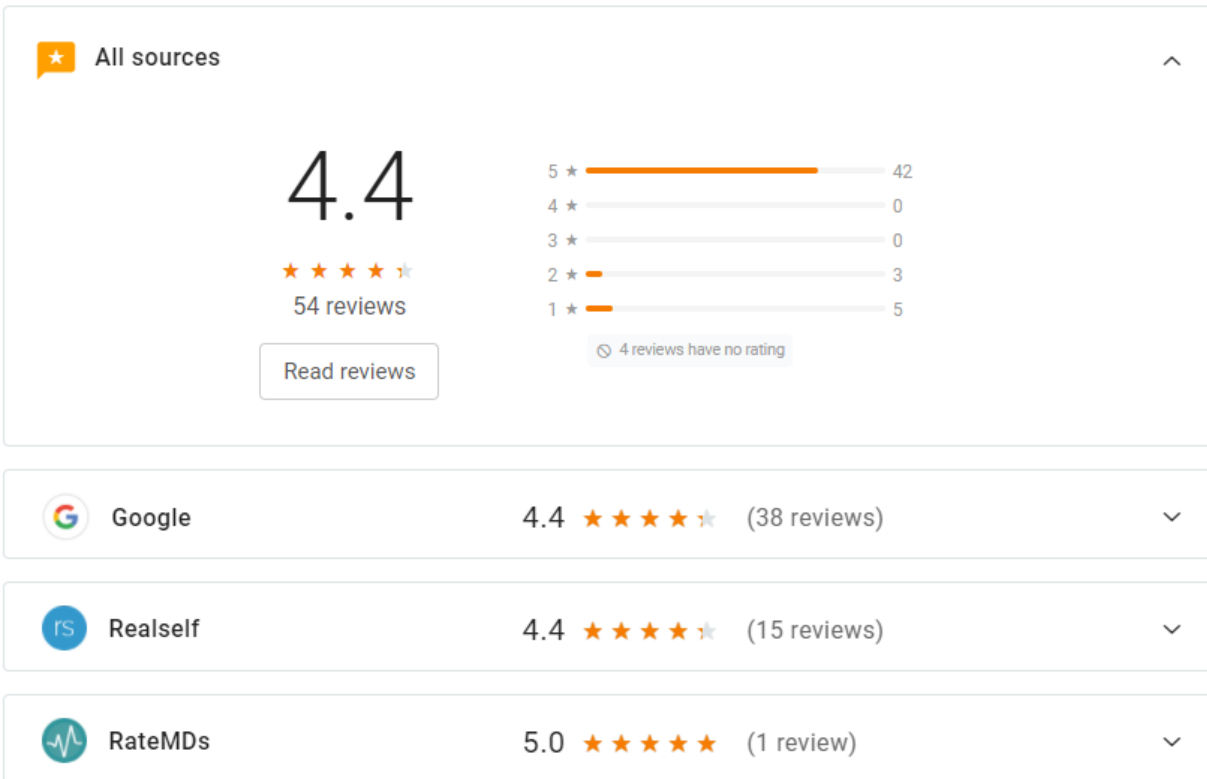 All sources
4.4
54 reviews
Read reviews
5 ★ 42
4 ★ 0
3 ★ 0
2 ★ 3
1 ★ 5
4 reviews have no rating
Google 4.4 (38 reviews)
rs Realself 4.4 (15 reviews)
RateMDs 5.0 (1 review)